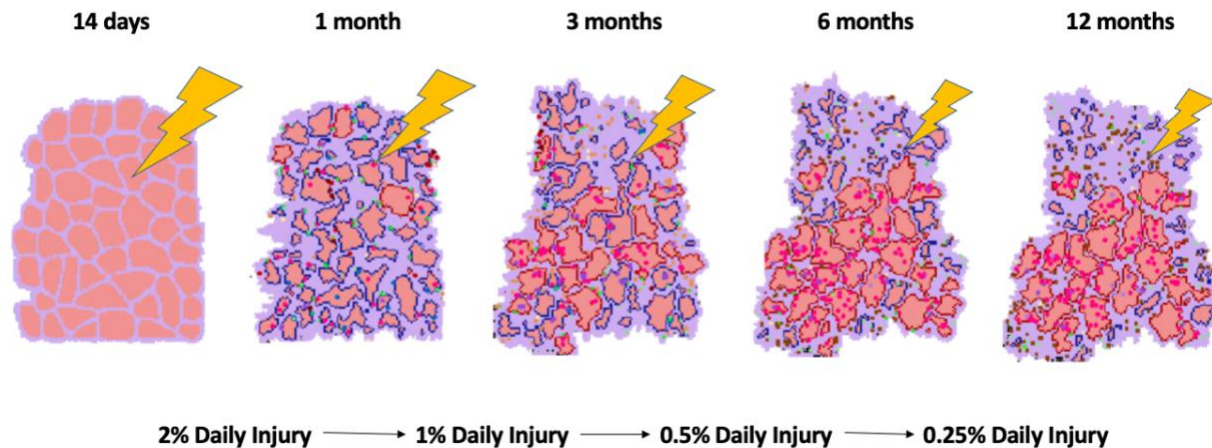 14 days 1 month 3 months 6 months 12 months
2% Daily Injury 1% Daily Injury 0.5% Daily Injury 0.25% Daily Injury